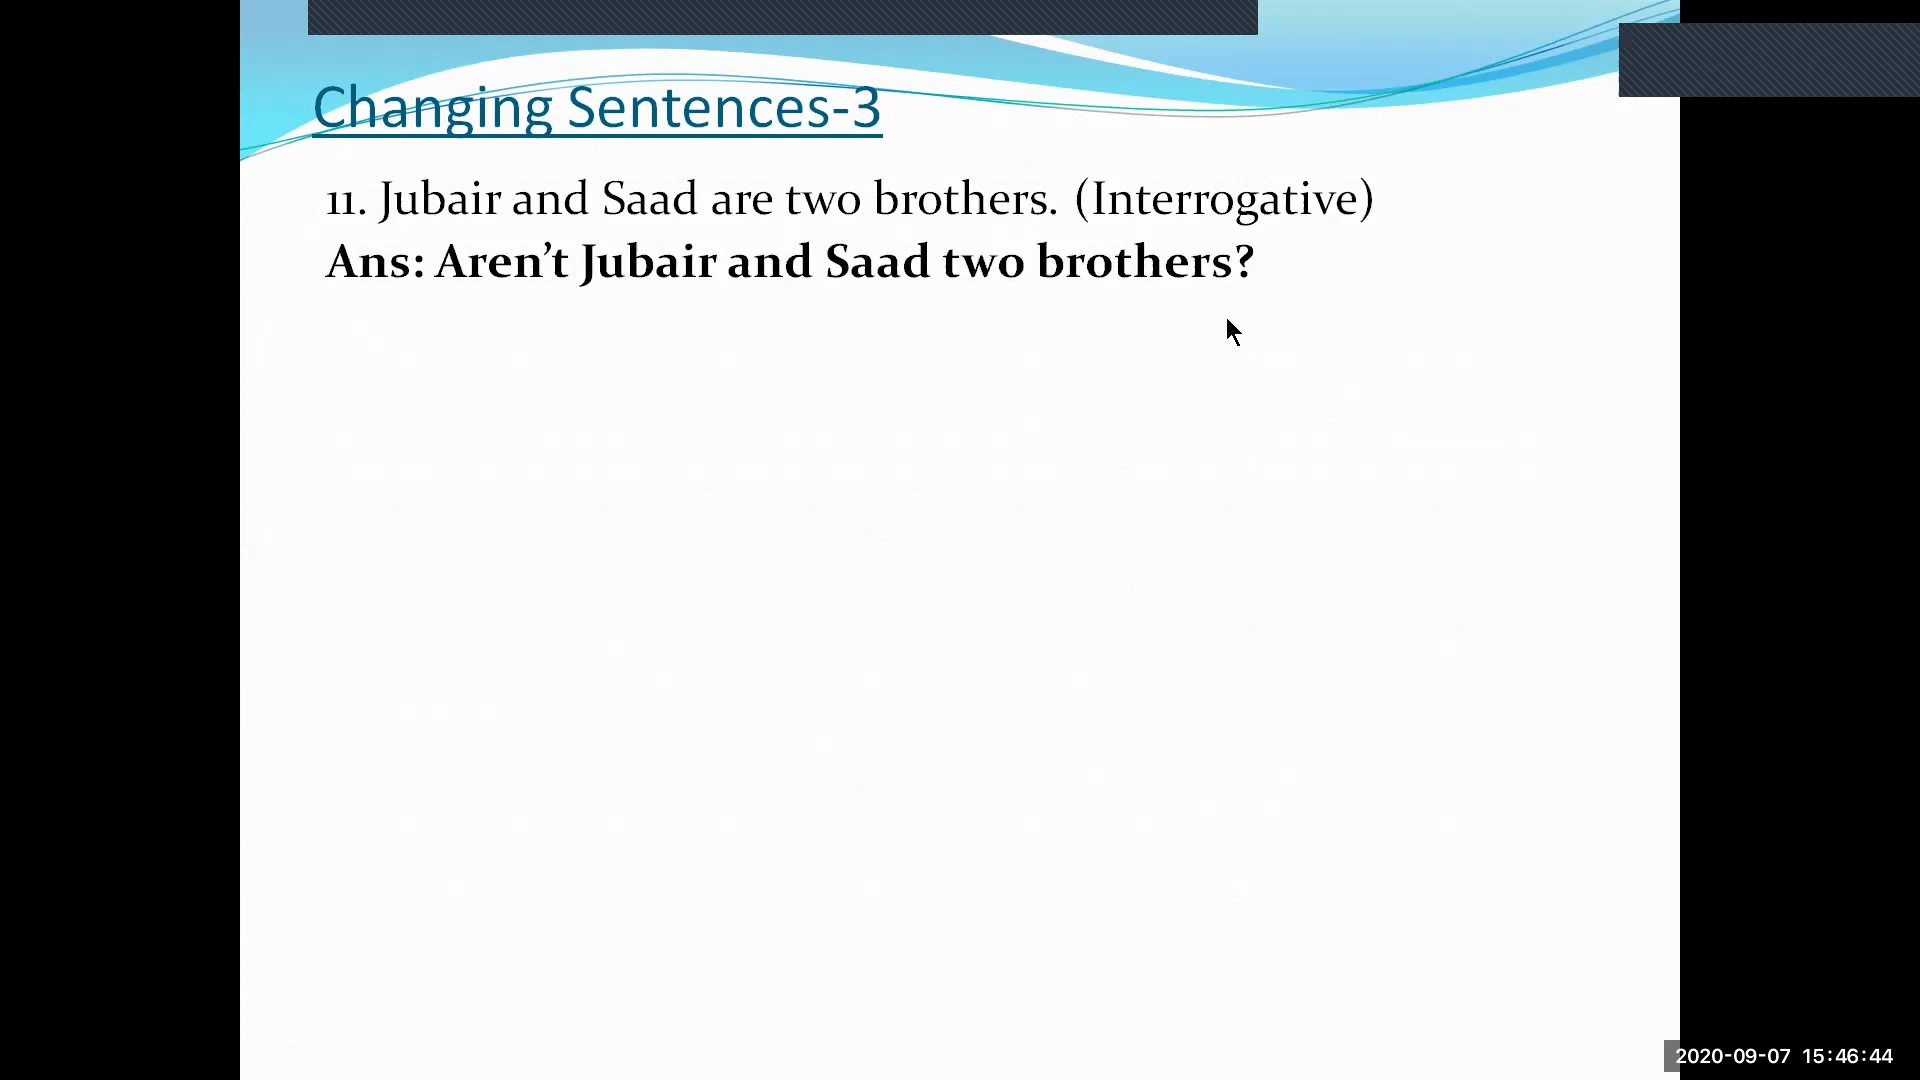 Changing Sentences-3
11. Jubair and Saad are two brothers. (Interrogative)
Ans: Aren’t Jubair and Saad two brothers?
2020-09-07 15:46:44